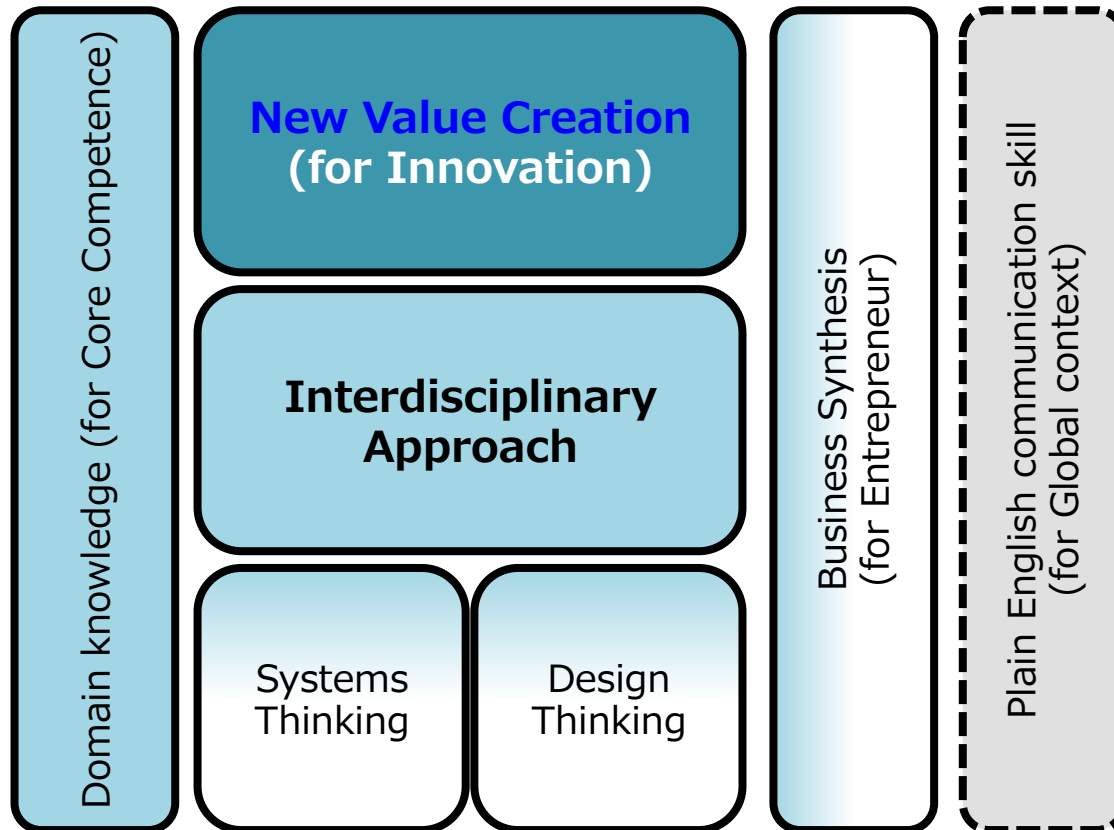 Domain knowledge (for Core Competence)
New Value Creation
(for Innovation)
Interdisciplinary
Approach
Systems
Thinking
Design
Thinking
Business Synthesis
(for Entrepreneur)
Plain English communication skill
(for Global context)